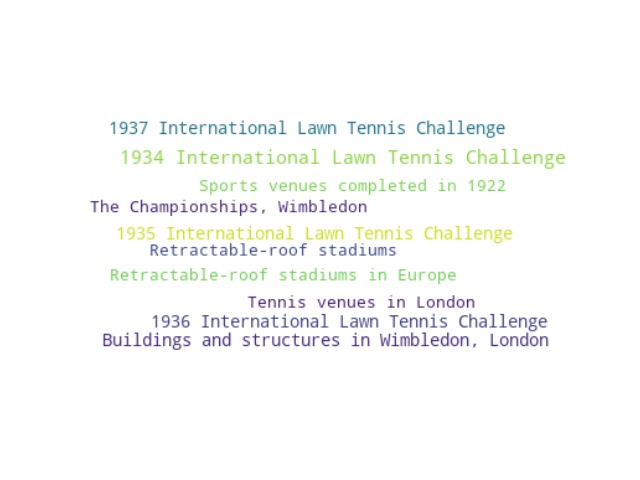 1937 International Lawn Tennis Challenge
1934 International Lawn Tennis Challenge
Sports venues completed in 1922
The Championships, Wimbledon
1935 International Lawn Tennis Challenge
Retractable-roof stadiums
Retractable-roof stadiums in Europe
Tennis venues in London
1936 International Lawn Tennis Challenge
Buildings and structures in Wimbledon, London